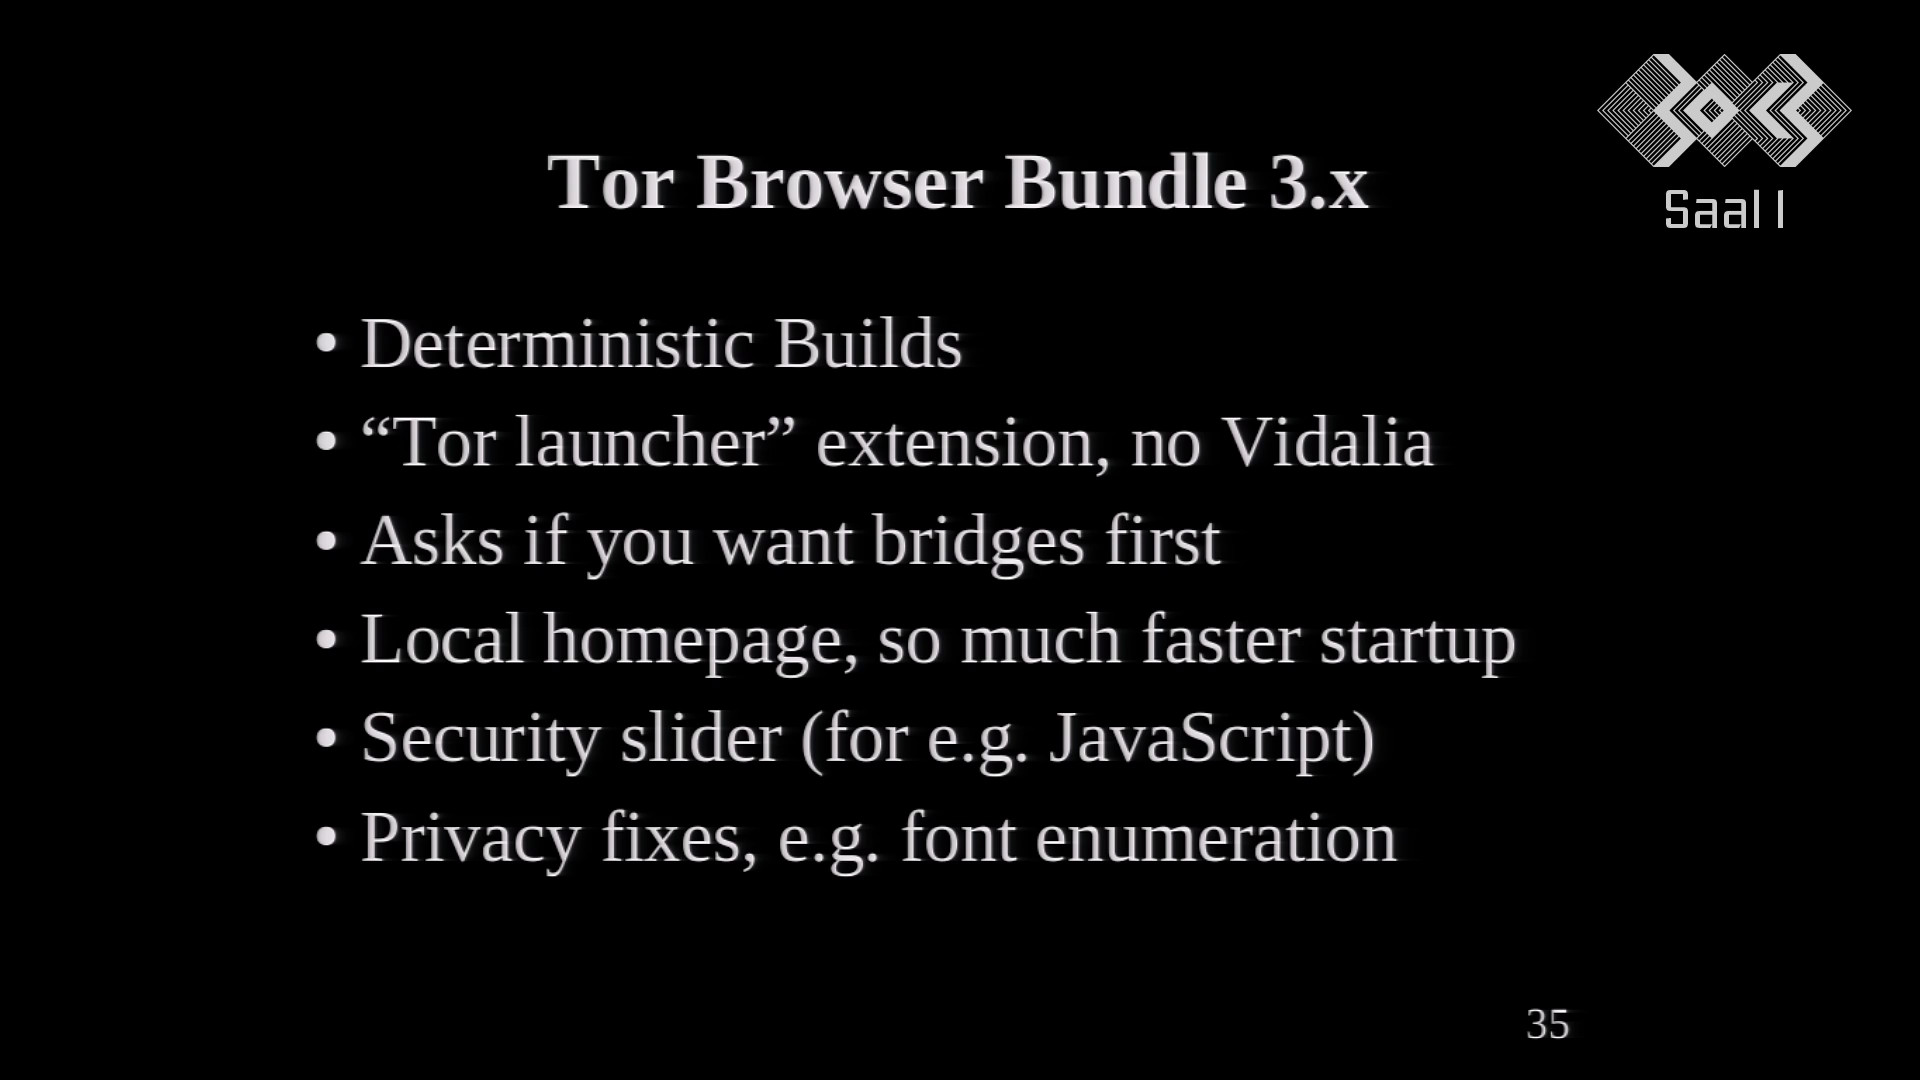 Tor Browser Bundle 3.x
Saal 1
• Deterministic Builds
• “Tor launcher” extension, no Vidalia
• Asks if you want bridges first
• Local homepage, so much faster startup
• Security slider (for e.g. JavaScript)
• Privacy fixes, e.g. font enumeration
35